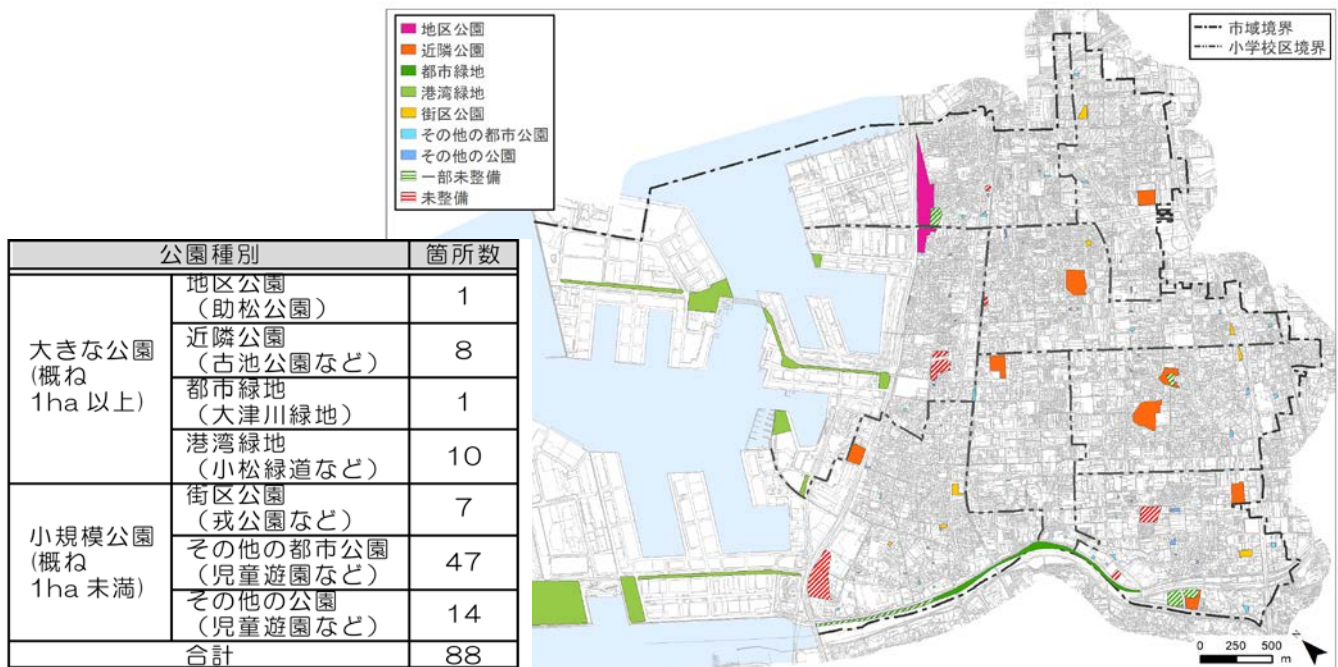 地区公園
近隣公園
都市緑地
港湾緑地
街区公園
その他の都市公園
その他の公園
一部未整備
未整備
市域境界
小学校区境界
公園種別 箇所数
大きな公園
(概ね
1ha 以上)
地区公園
(助松公園)
1
近隣公園
(古池公園など)
8
都市緑地
(大津川緑地)
1
港湾緑地
(小松緑道など)
10
小規模公園
(概ね
1ha 未満)
街区公園
(戎公園など)
7
その他の都市公園
(児童遊園など)
47
その他の公園
(児童遊園など)
14
合計 88
0 250 500
m
N